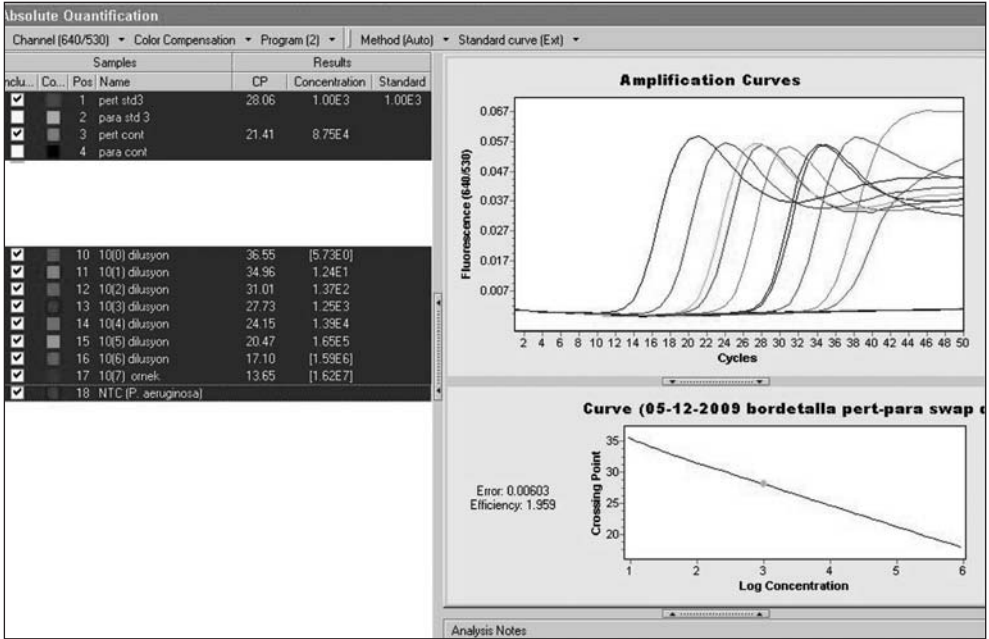 Absolute Quantification
Channel (640/530) Color Compensation Program (2) Method (Auto) Standard curve (Ext)
Samples Results
nclu... Co... Pos Name CP Concentration Standard
1 pert std3 28.06 1.00E3 1.00E3
2 para std 3
3 pert cont 21.41 8.75E4
4 para cont
10 10(0) dilusyon 36.55 [5.73E0]
11 10(1) dilusyon 34.96 1.24E1
12 10(2) dilusyon 31.01 1.37E2
13 10(3) dilusyon 27.73 1.25E3
14 10(4) dilusyon 24.15 1.39E4
15 10(5) dilusyon 20.47 1.65E5
16 10(6) dilusyon 17.10 [1.59E6]
17 10(7) ornek 13.65 [1.62E7]
18 NTC (P. aeruginosa)
Amplification Curves
Fluorescence (640/530)
0.067
0.057
0.047
0.037
0.027
0.017
0.007
2 4 6 8 10 12 14 16 18 20 22 24 26 28 30 32 34 36 38 40 42 44 46 48 50
Cycles
Curve (05-12-2009 bordetalla pert-para swap
Error: 0.00603
Efficiency: 1.959
Crossing Point
35
30
25
20
1 2 3 4 5 6
Log Concentration
Analysis Notes